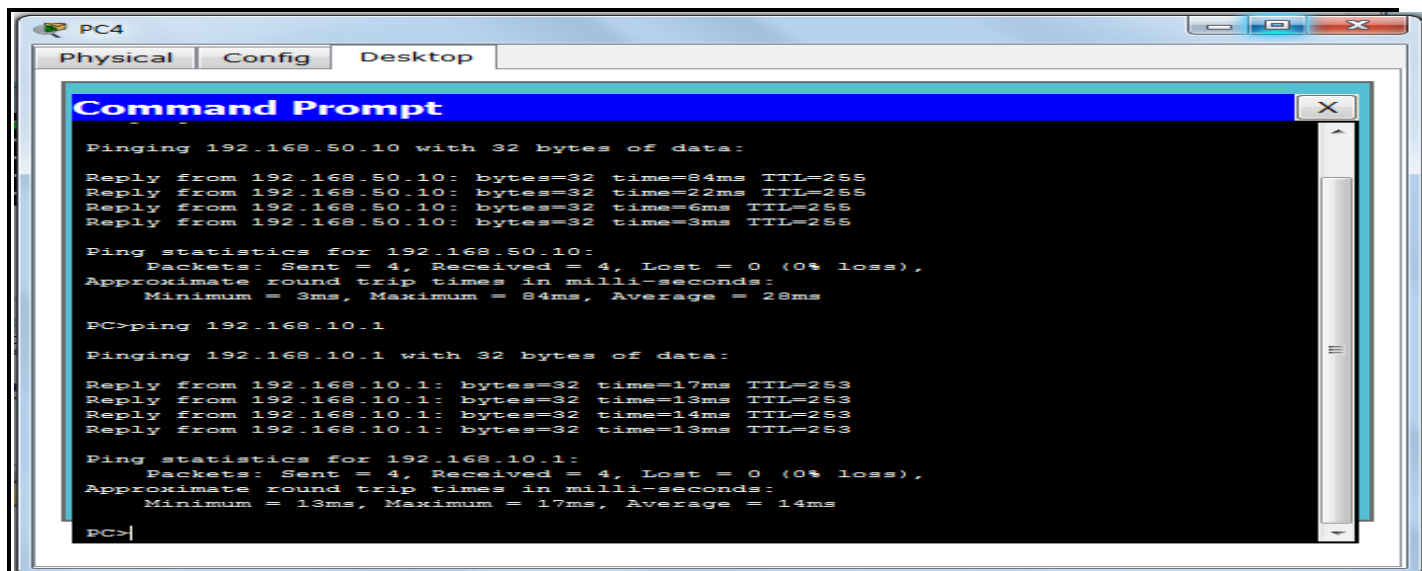 PC4
Physical Config Desktop
Command Prompt
X
Pinging 192.168.50.10 with 32 bytes of data:
Reply from 192.168.50.10: bytes=32 time=84ms TTL=255
Reply from 192.168.50.10: bytes=32 time=22ms TTL=255
Reply from 192.168.50.10: bytes=32 time=6ms TTL=255
Reply from 192.168.50.10: bytes=32 time=3ms TTL=255
Ping statistics for 192.168.50.10:
Packets: Sent = 4, Received = 4, Lost = 0 (0% loss),
Approximate round trip times in milli-seconds:
Minimum = 3ms, Maximum = 84ms, Average = 28ms
PC>ping 192.168.10.1
Pinging 192.168.10.1 with 32 bytes of data:
Reply from 192.168.10.1: bytes=32 time=17ms TTL=253
Reply from 192.168.10.1: bytes=32 time=13ms TTL=253
Reply from 192.168.10.1: bytes=32 time=14ms TTL=253
Reply from 192.168.10.1: bytes=32 time=13ms TTL=253
Ping statistics for 192.168.10.1:
Packets: Sent = 4, Received = 4, Lost = 0 (0% loss),
Approximate round trip times in milli-seconds:
Minimum = 13ms, Maximum = 17ms, Average = 14ms
PC>